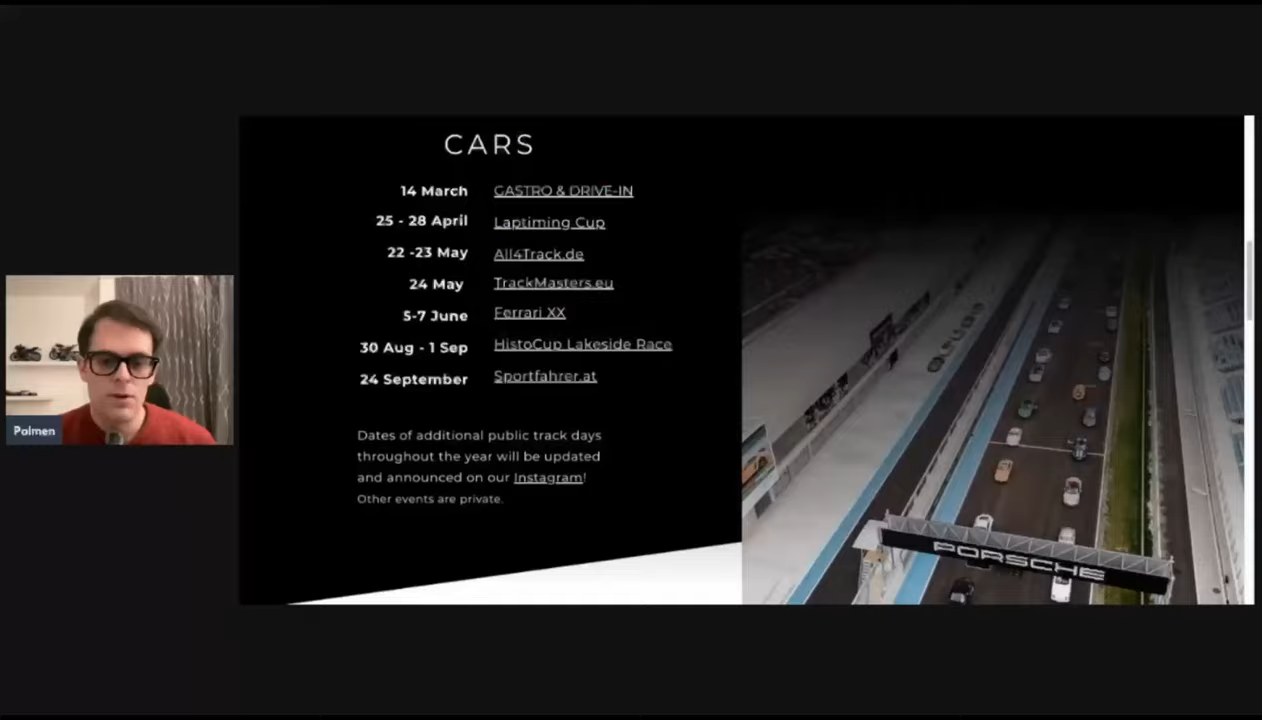 CARS
14 March GASTRO & DRIVE-IN
25 - 28 April Laptiming Cup
22 -23 May All4Track.de
24 May TrackMasters.eu
5-7 June Ferrari XX
30 Aug - 1 Sep HistoCup Lakeside Race
24 September Sportfahrer.at
Dates of additional public track days
throughout the year will be updated
and announced on our Instagram!
Other events are private.
Palmen
PORSCHE